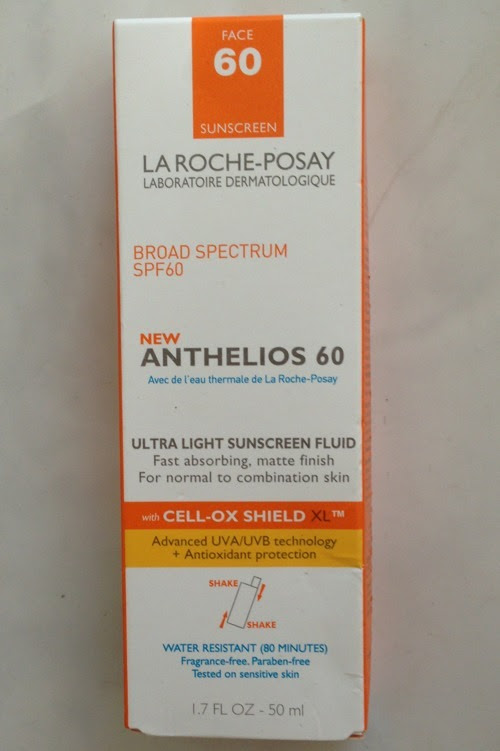 FACE
60
SUNSCREEN
LA ROCHE-POSAY
LABORATOIRE DERMATOLOGIQUE
BROAD SPECTRUM
SPF60
NEW
ANTHELIOS 60
Avec de l'eau thermale de La Roche-Posay
ULTRA LIGHT SUNSCREEN FLUID
Fast absorbing, matte finish
For normal to combination skin
with CELL-OX SHIELD XL™
Advanced UVA/UVB technology
+ Antioxidant protection
SHAKE
SHAKE
WATER RESISTANT (80 MINUTES)
Fragrance-free. Paraben-free
Tested on sensitive skin
1.7 FL OZ - 50 ml